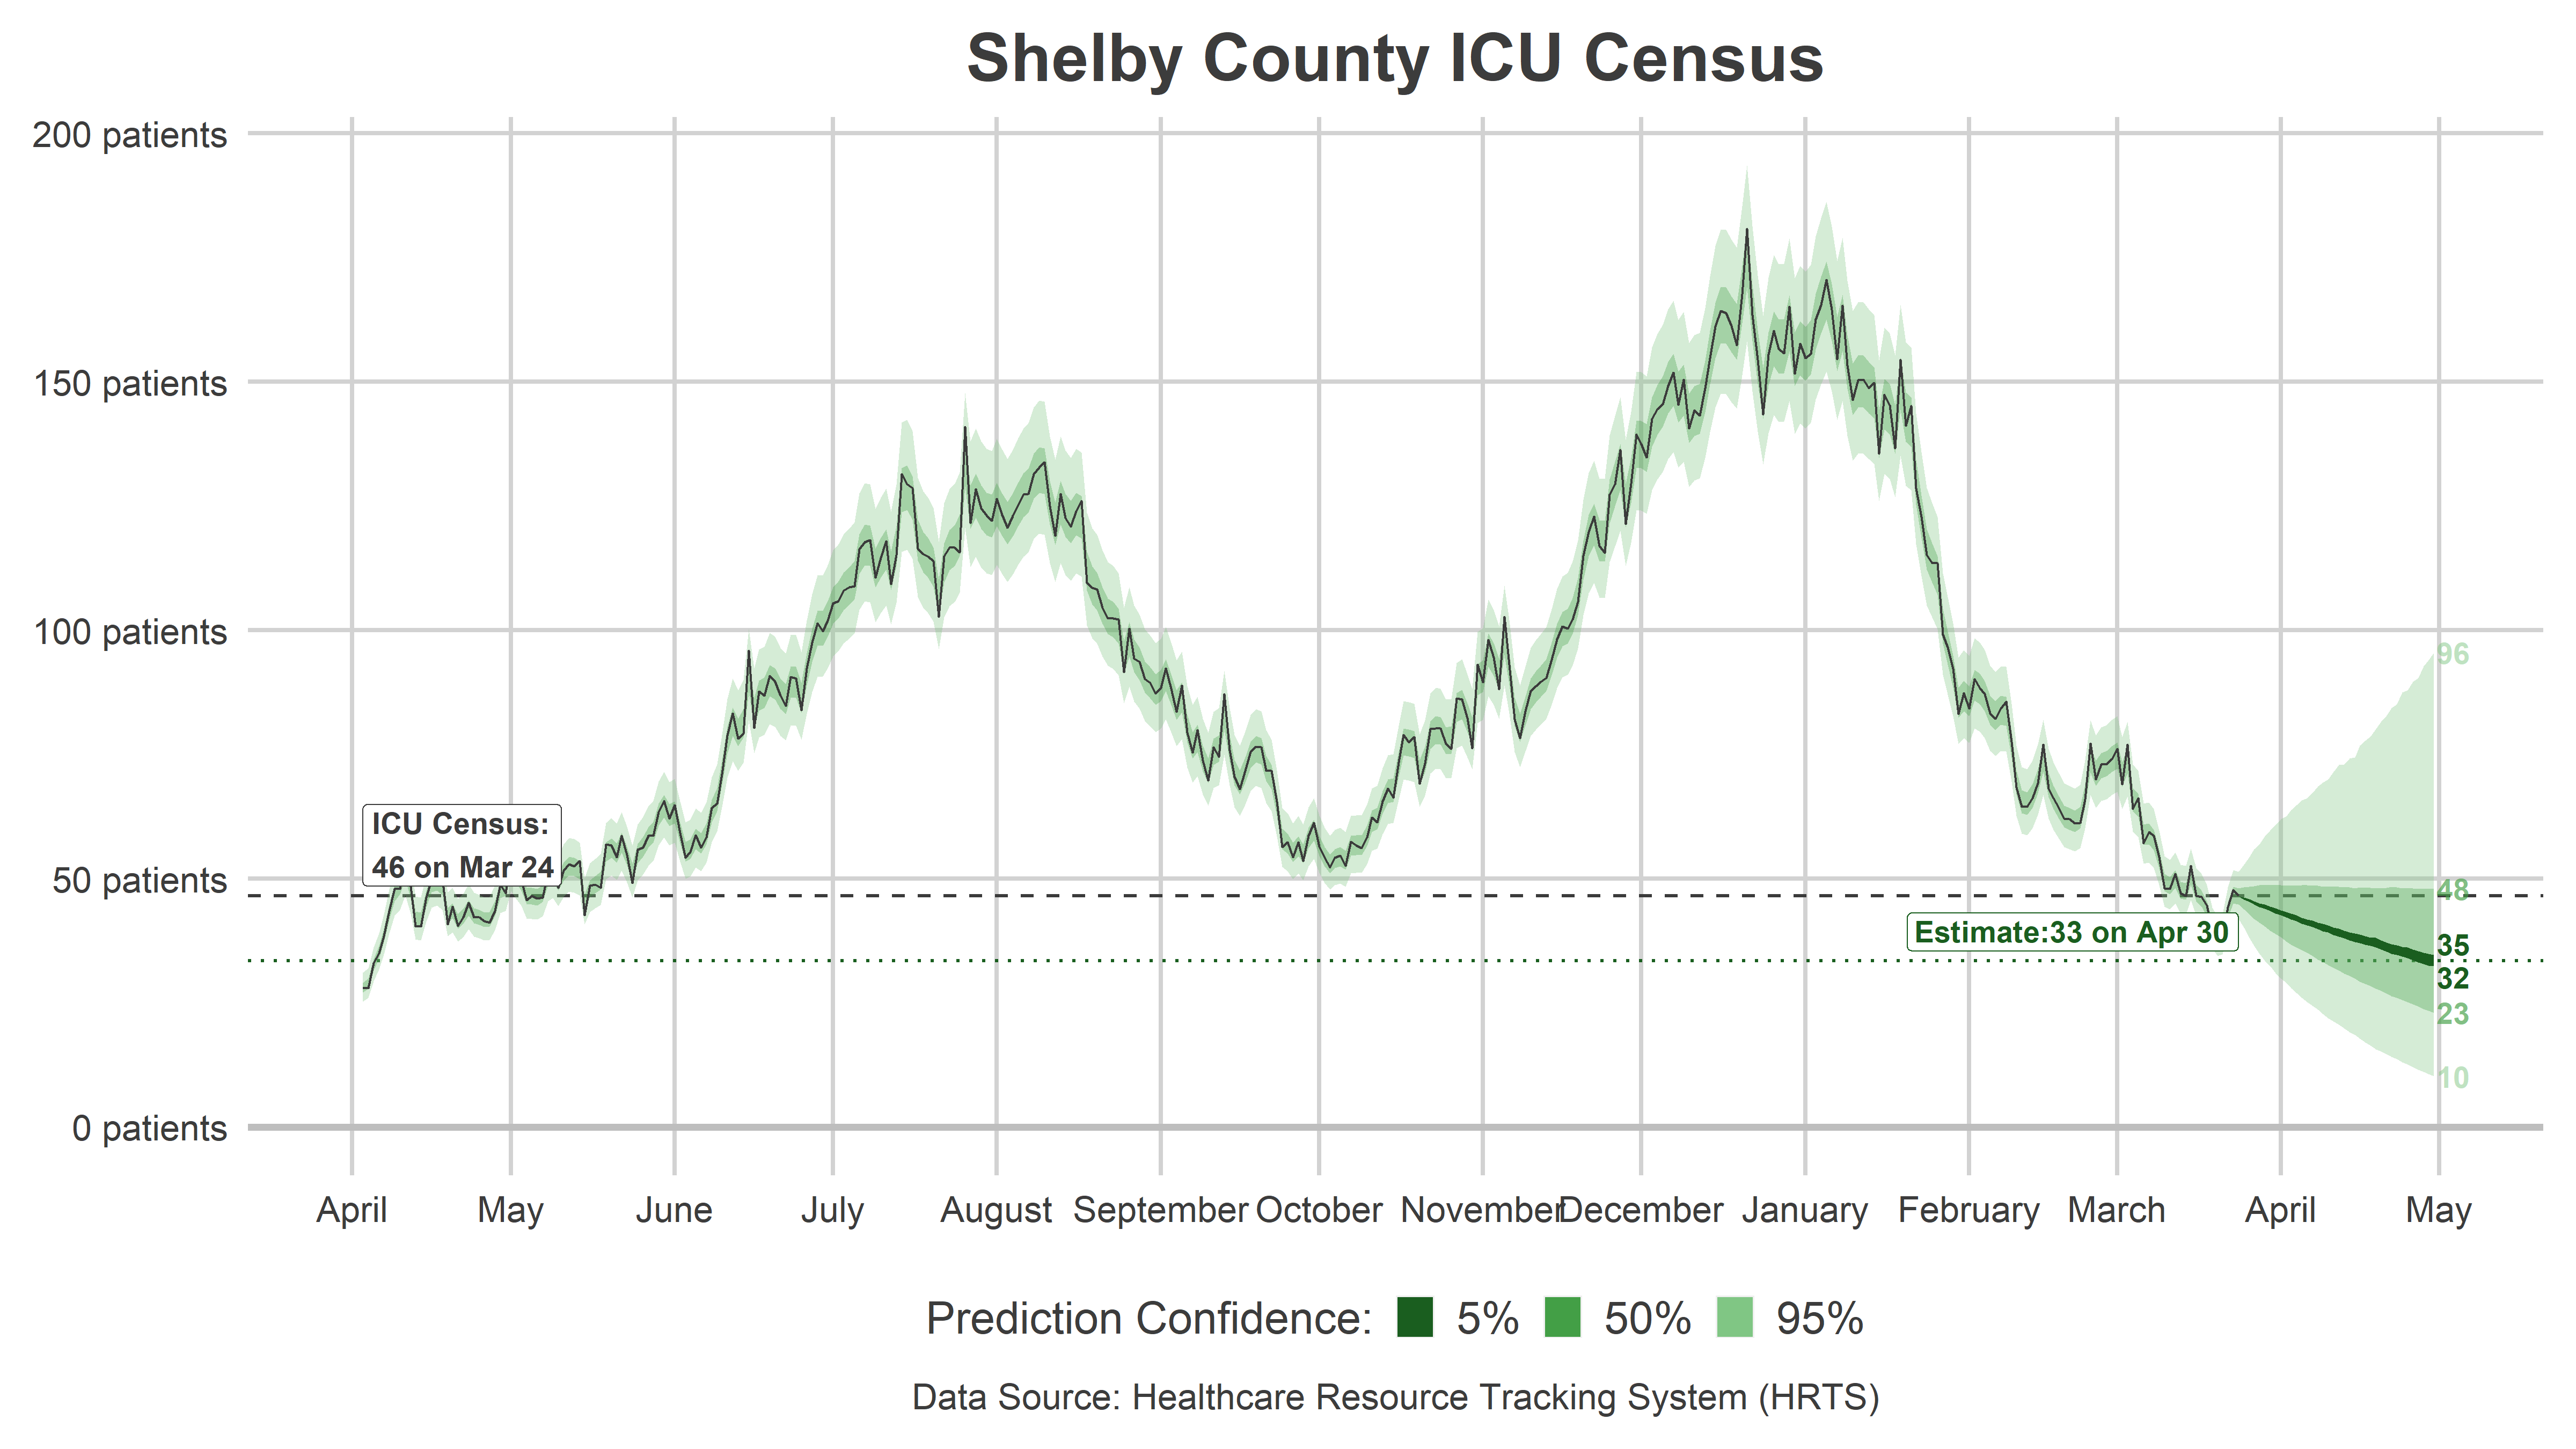 Shelby County ICU Census
200 patients
150 patients
100 patients
50 patients
0 patients
ICU Census:
46 on Mar 24
Estimate:33 on Apr 30
96
48
35
32
23
10
April May June July August September October November December January February March April May
Prediction Confidence: 5% 50% 95%
Data Source: Healthcare Resource Tracking System (HRTS)